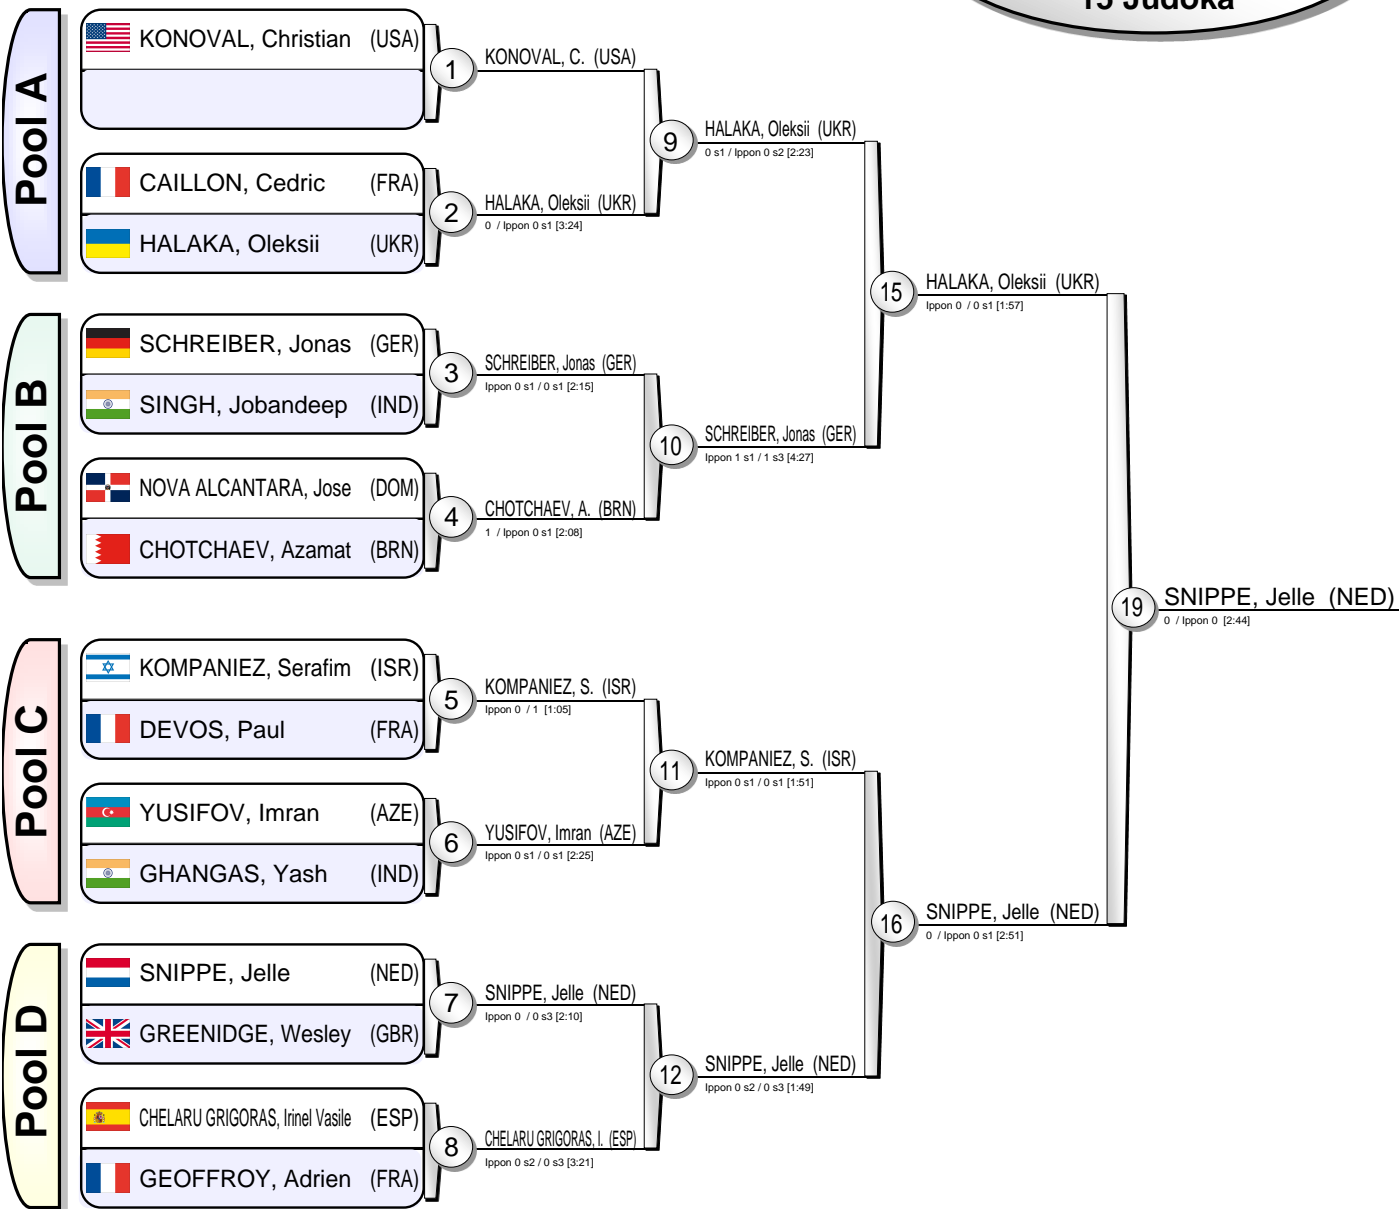 15 Judoka
Pool A
KONOVAL, Christian (USA)
CAILLON, Cedric (FRA)
HALAKA, Oleksii (UKR)
Pool B
SCHREIBER, Jonas (GER)
SINGH, Jobandeep (IND)
NOVA ALCANTARA, Jose (DOM)
CHOTCHAEV, Azamat (BRN)
Pool C
KOMPANIEZ, Serafim (ISR)
DEVOS, Paul (FRA)
YUSIFOV, Imran (AZE)
GHANGAS, Yash (IND)
Pool D
SNIPPE, Jelle (NED)
GREENIDGE, Wesley (GBR)
CHELARU GRIGORAS, Irinel Vasile (ESP)
GEOFFROY, Adrien (FRA)
1
KONOVAL, C. (USA)
2
HALAKA, Oleksii (UKR)
0 / Ippon 0 s1 [3:24]
3
SCHREIBER, Jonas (GER)
Ippon 0 s1 / 0 s1 [2:15]
4
CHOTCHAEV, A. (BRN)
1 / Ippon 0 s1 [2:08]
5
KOMPANIEZ, S. (ISR)
Ippon 0 / 1 [1:05]
6
YUSIFOV, Imran (AZE)
Ippon 0 s1 / 0 s1 [2:25]
7
SNIPPE, Jelle (NED)
Ippon 0 / 0 s3 [2:10]
8
CHELARU GRIGORAS, I. (ESP)
Ippon 0 s2 / 0 s3 [3:21]
9
HALAKA, Oleksii (UKR)
0 s1 / Ippon 0 s2 [2:23]
10
SCHREIBER, Jonas (GER)
Ippon 1 s1 / 1 s3 [4:27]
11
KOMPANIEZ, S. (ISR)
Ippon 0 s1 / 0 s1 [1:51]
12
SNIPPE, Jelle (NED)
Ippon 0 s2 / 0 s3 [1:49]
15
HALAKA, Oleksii (UKR)
Ippon 0 / 0 s1 [1:57]
16
SNIPPE, Jelle (NED)
0 / Ippon 0 s1 [2:51]
19
SNIPPE, Jelle (NED)
0 / Ippon 0 [2:44]